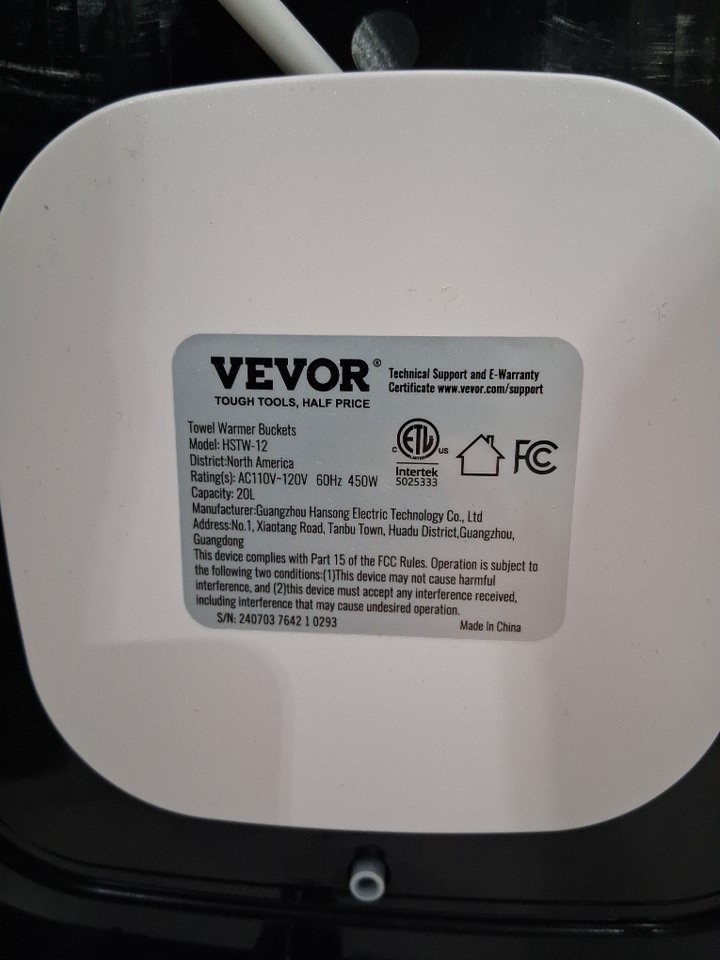 VEVOR®
TOUGH TOOLS, HALF PRICE
Technical Support and E-Warranty
Certificate www.vevor.com/support
Towel Warmer Buckets
Model: HSTW-12
District:North America
Rating(s): AC110V-120V 60Hz 450W
Capacity: 20L
C ETL US
LISTED
Intertek
5025333
FC
Manufacturer:Guangzhou Hansong Electric Technology Co., Ltd
Address:No.1, Xiaotang Road, Tanbu Town, Huadu District,Guangzhou,
Guangdong
This device complies with Part 15 of the FCC Rules. Operation is subject to
the following two conditions:(1)This device may not cause harmful
interference, and (2)this device must accept any interference received,
including interference that may cause undesired operation.
S/N: 240703 7642 1 0293
Made In China